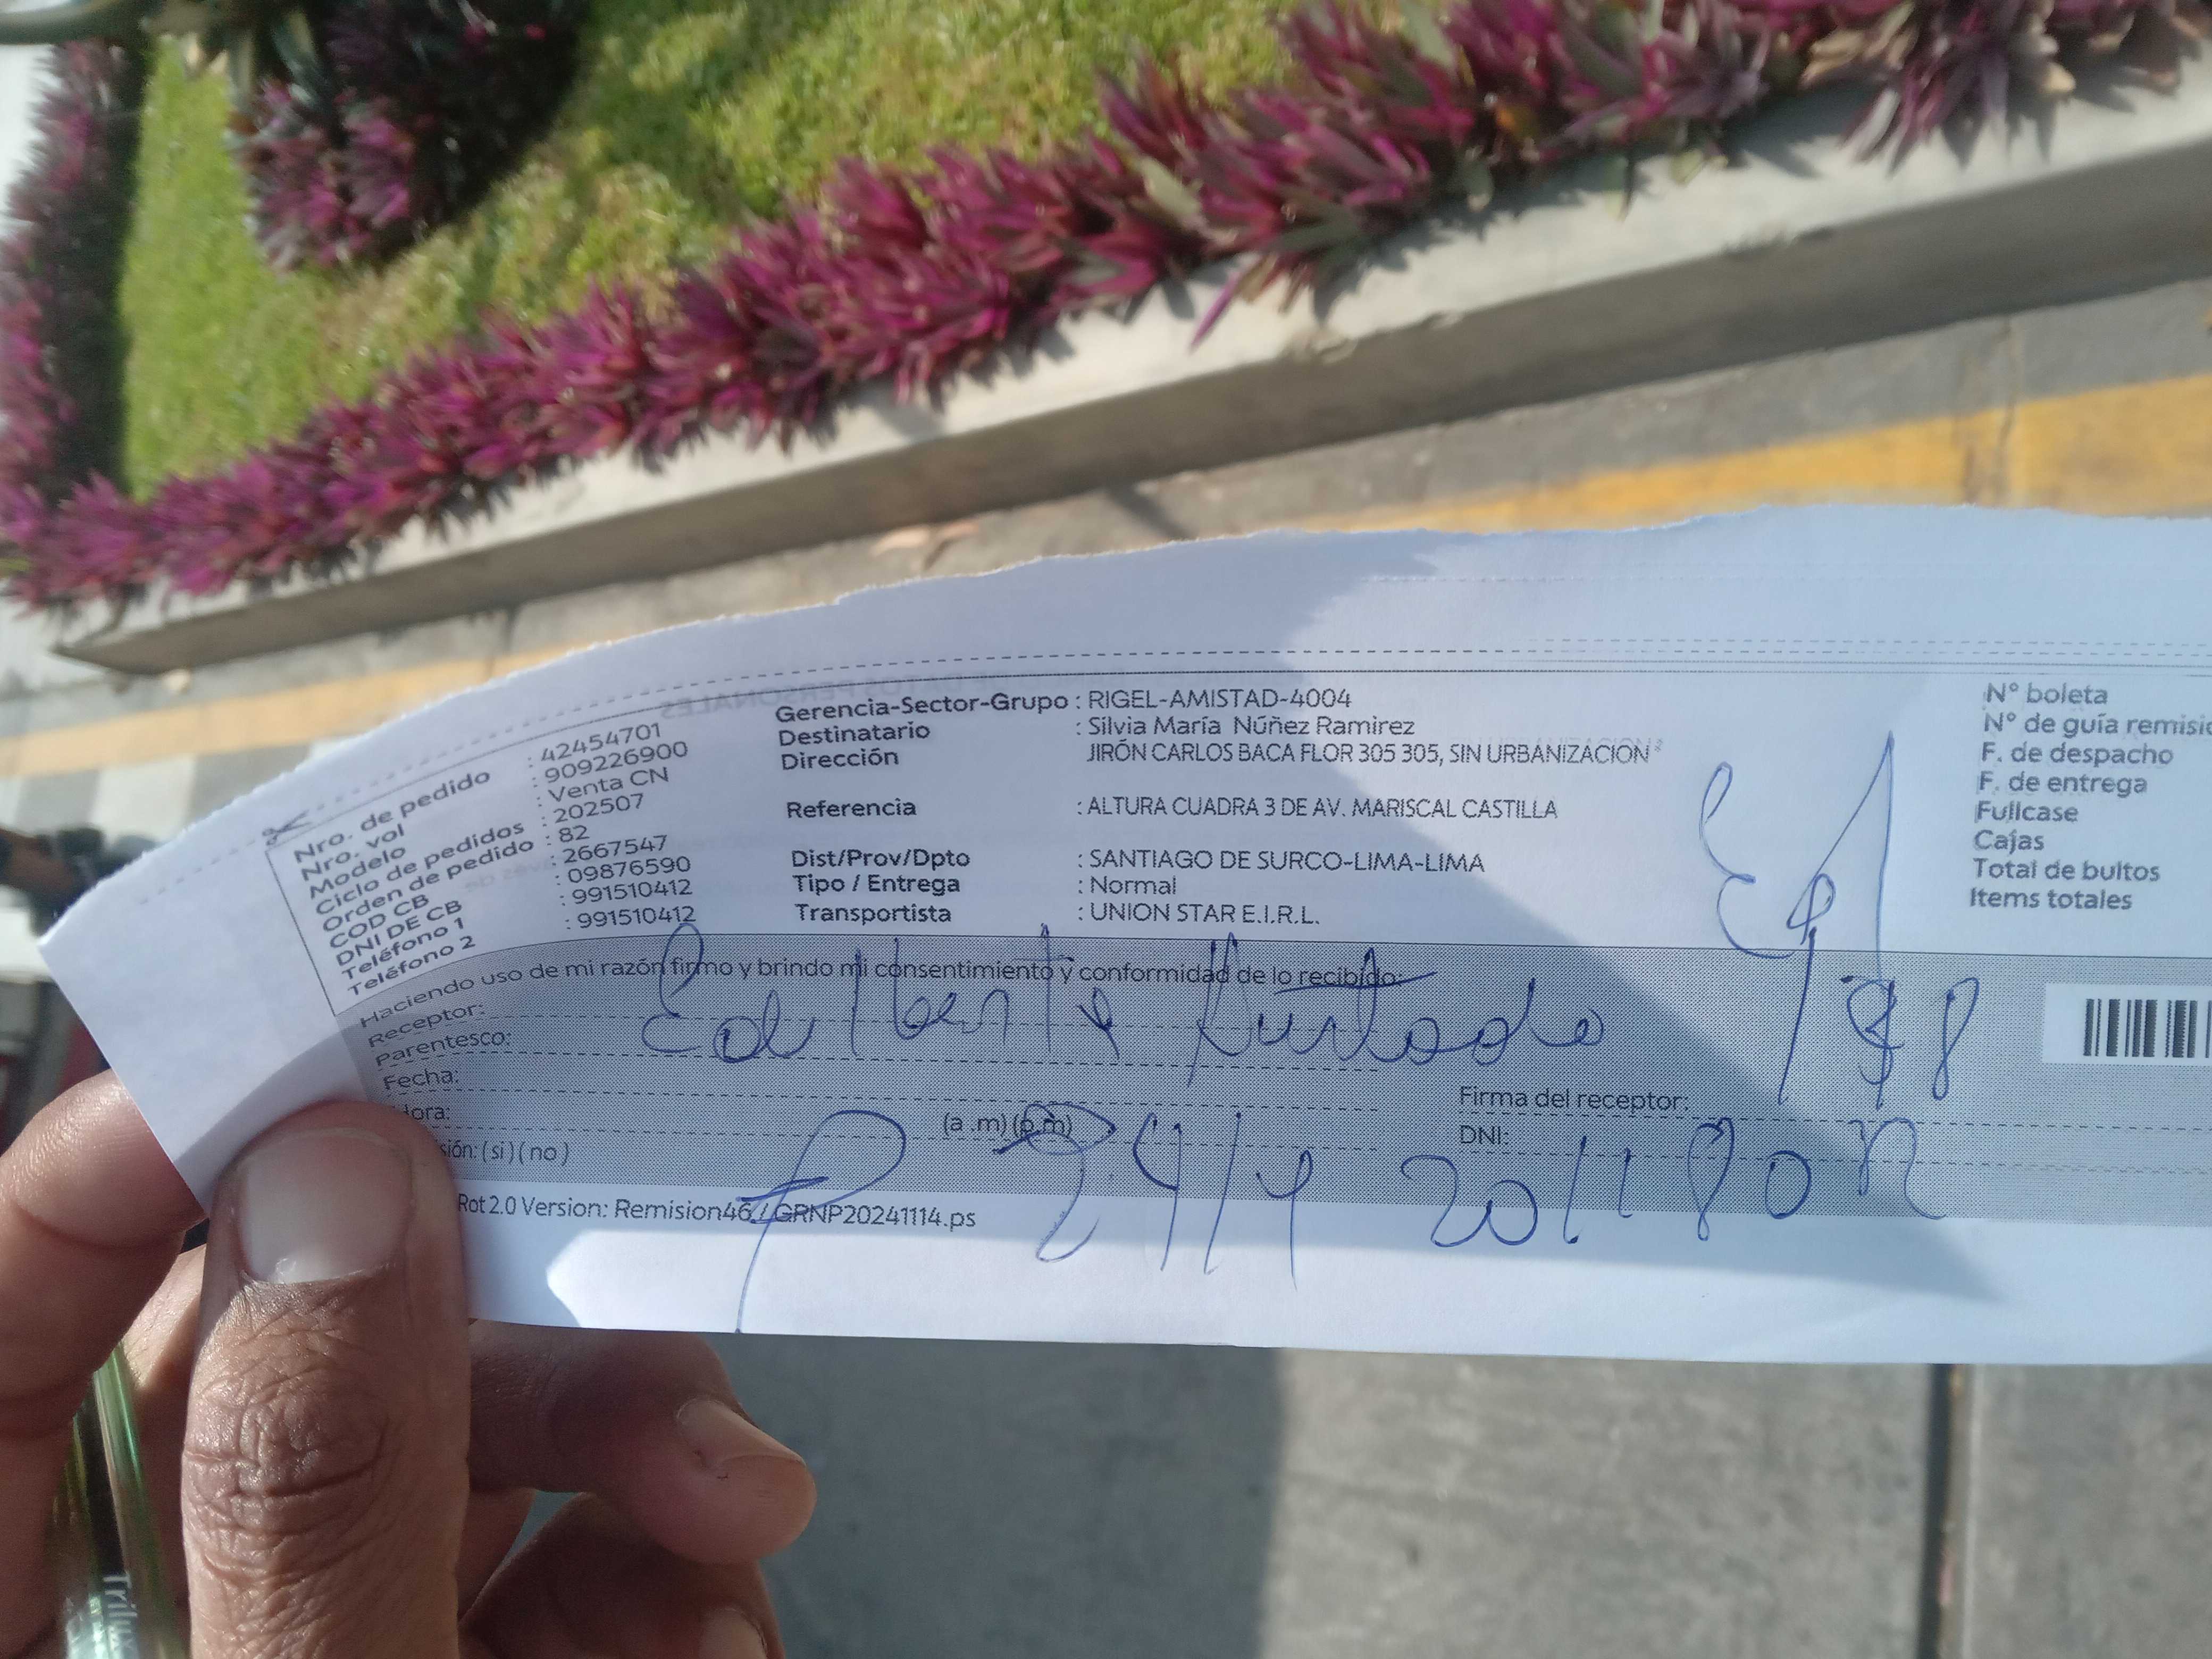 Nro. de pedido : 42454701
Nro. vol : 909226900
Modelo : Venta CN
Ciclo de pedidos : 202507
Orden de pedido : 82
COD CB : 2667547
DNI DE CB : 09876590
Teléfono 1 : 991510412
Teléfono 2 : 991510412
Gerencia-Sector-Grupo : RIGEL-AMISTAD-4004
Destinatario : Silvia María Núñez Ramirez
Dirección JIRÓN CARLOS BACA FLOR 305 305, SIN URBANIZACION
Referencia : ALTURA CUADRA 3 DE AV. MARISCAL CASTILLA
Dist/Prov/Dpto : SANTIAGO DE SURCO-LIMA-LIMA
Tipo / Entrega : Normal
Transportista : UNION STAR E.I.R.L.
Nº boleta
Nº de guía remisi
F. de despacho
F. de entrega
Fullcase
Cajas
Total de bultos
Items totales
Haciendo uso de mi razón firmo y brindo mi consentimiento y conformidad de lo recibido:
Receptor:
Parentesco:
Edilberto Hurtado
Fecha:
Hora: (a .m) (p.m)
Firma del receptor:
DNI:
sión: ( si ) ( no )
Rot 2.0 Version: Remision46 / GRNP20241114.ps
Trilux